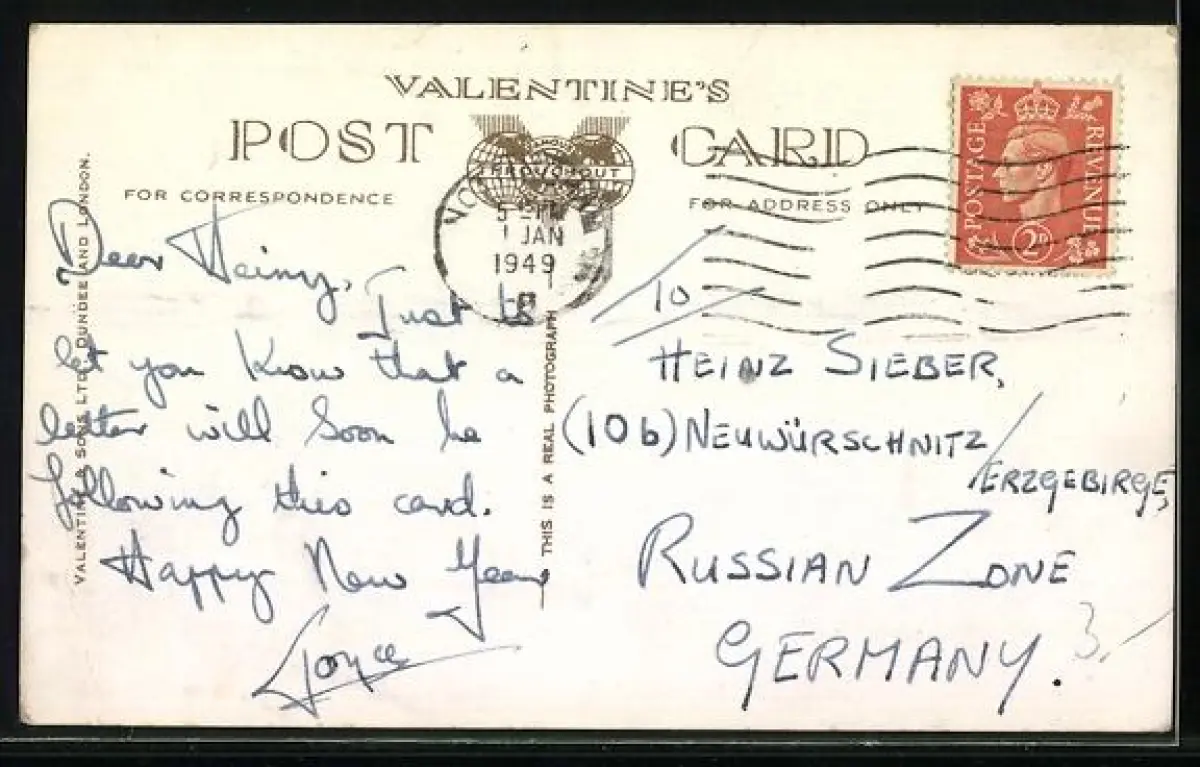 VALENTINE'S
POST CARD
THROUGHOUT
FOR CORRESPONDENCE
FOR ADDRESS ONLY
POSTAGE
REVENUE
2D
1 JAN
1949
VALENTINE & SONS, LTD., DUNDEE AND LONDON.
THIS IS A REAL PHOTOGRAPH
Dear Heinz,
Just to
let you know that a
letter will soon be
following this card.
Happy New Year
Joyce
To
HEINZ SIEBER,
(10b) NEUWÜRSCHNITZ
/ERZGEBIRGE,
RUSSIAN ZONE
GERMANY.
3,